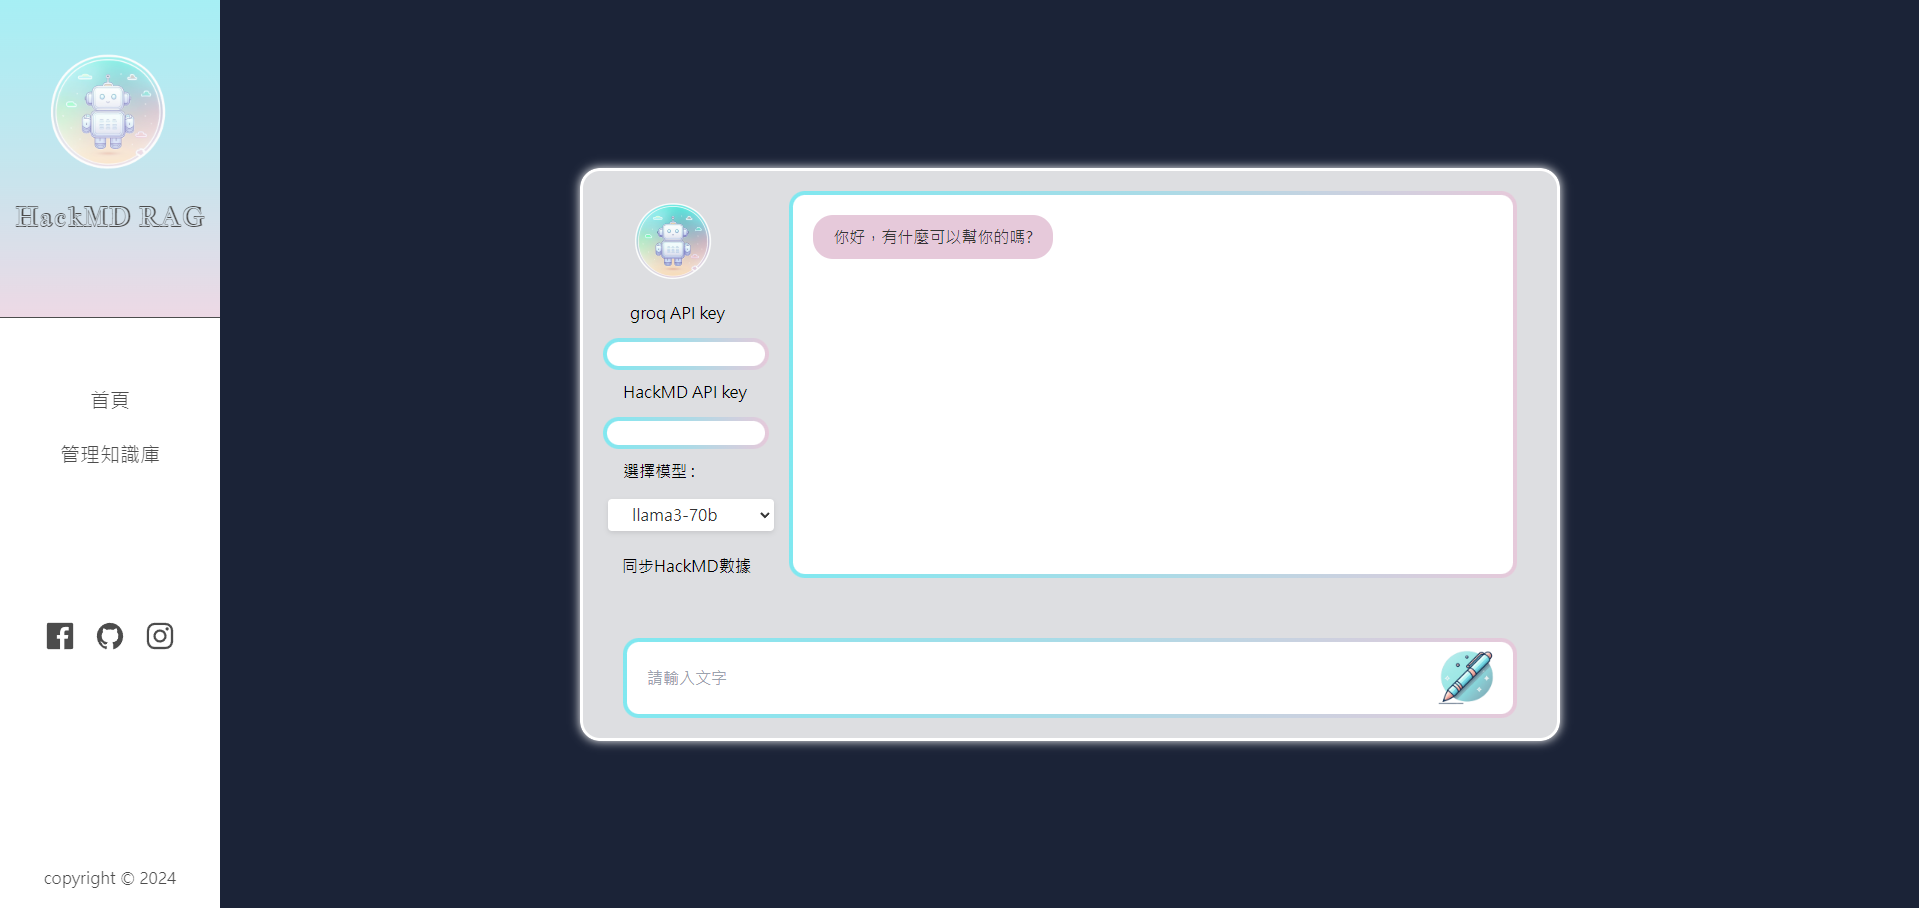 HackMD RAG
首頁
管理知識庫
copyright © 2024
groq API key
HackMD API key
選擇模型 :
llama3-70b
同步HackMD數據
你好，有什麼可以幫你的嗎?
請輸入文字